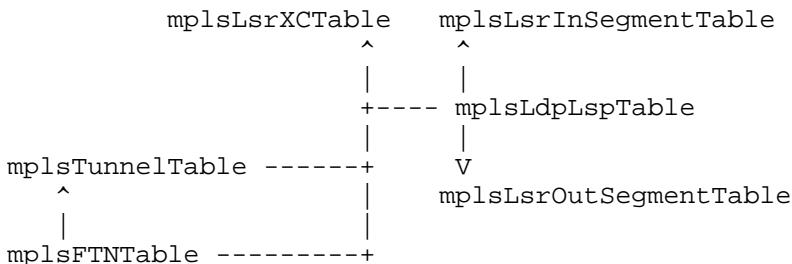 mplsLsrXCTable    mplsLsrInSegmentTable
^      ^
|      |
+---- mplsLdpLspTable
|      |
mplsTunnelTable ------+      V
^                    |    mplsLsrOutSegmentTable
|                    |
mplsFTNTable ---------+